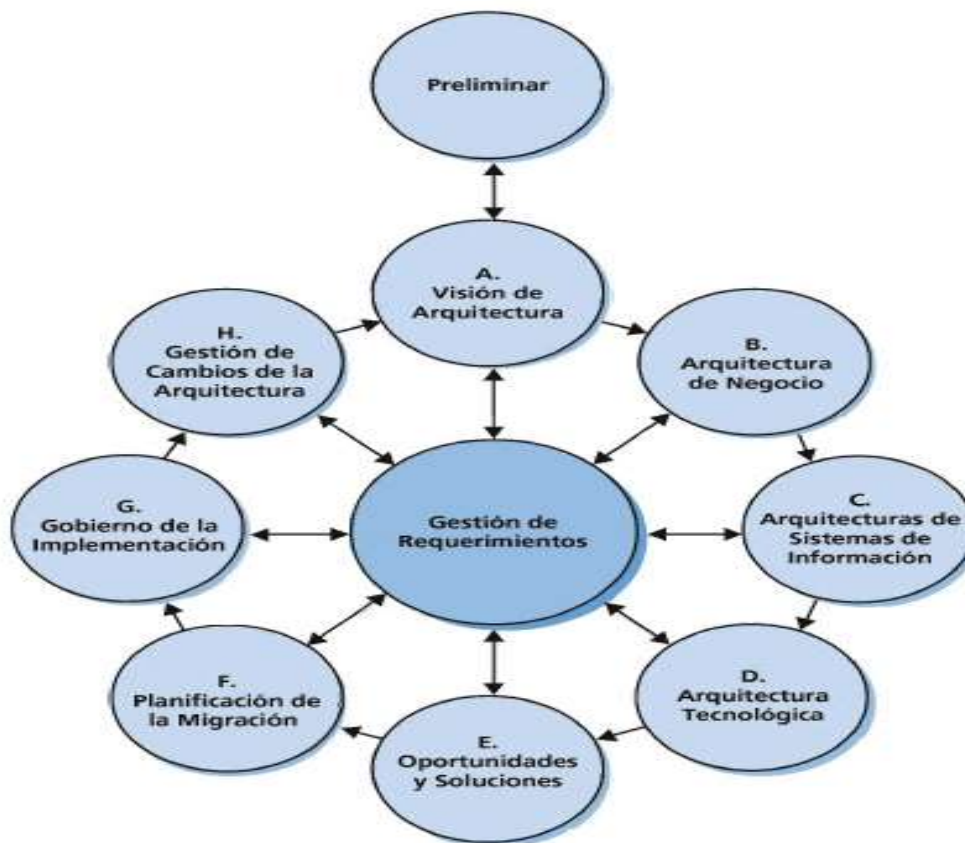 Preliminar
A.
Visión de
Arquitectura
B.
Arquitectura
de Negocio
C.
Arquitecturas de
Sistemas de
Información
D.
Arquitectura
Tecnológica
E.
Oportunidades
y Soluciones
F.
Planificación de
la Migración
G.
Gobierno de la
Implementación
H.
Gestión de
Cambios de la
Arquitectura
Gestión de
Requerimientos